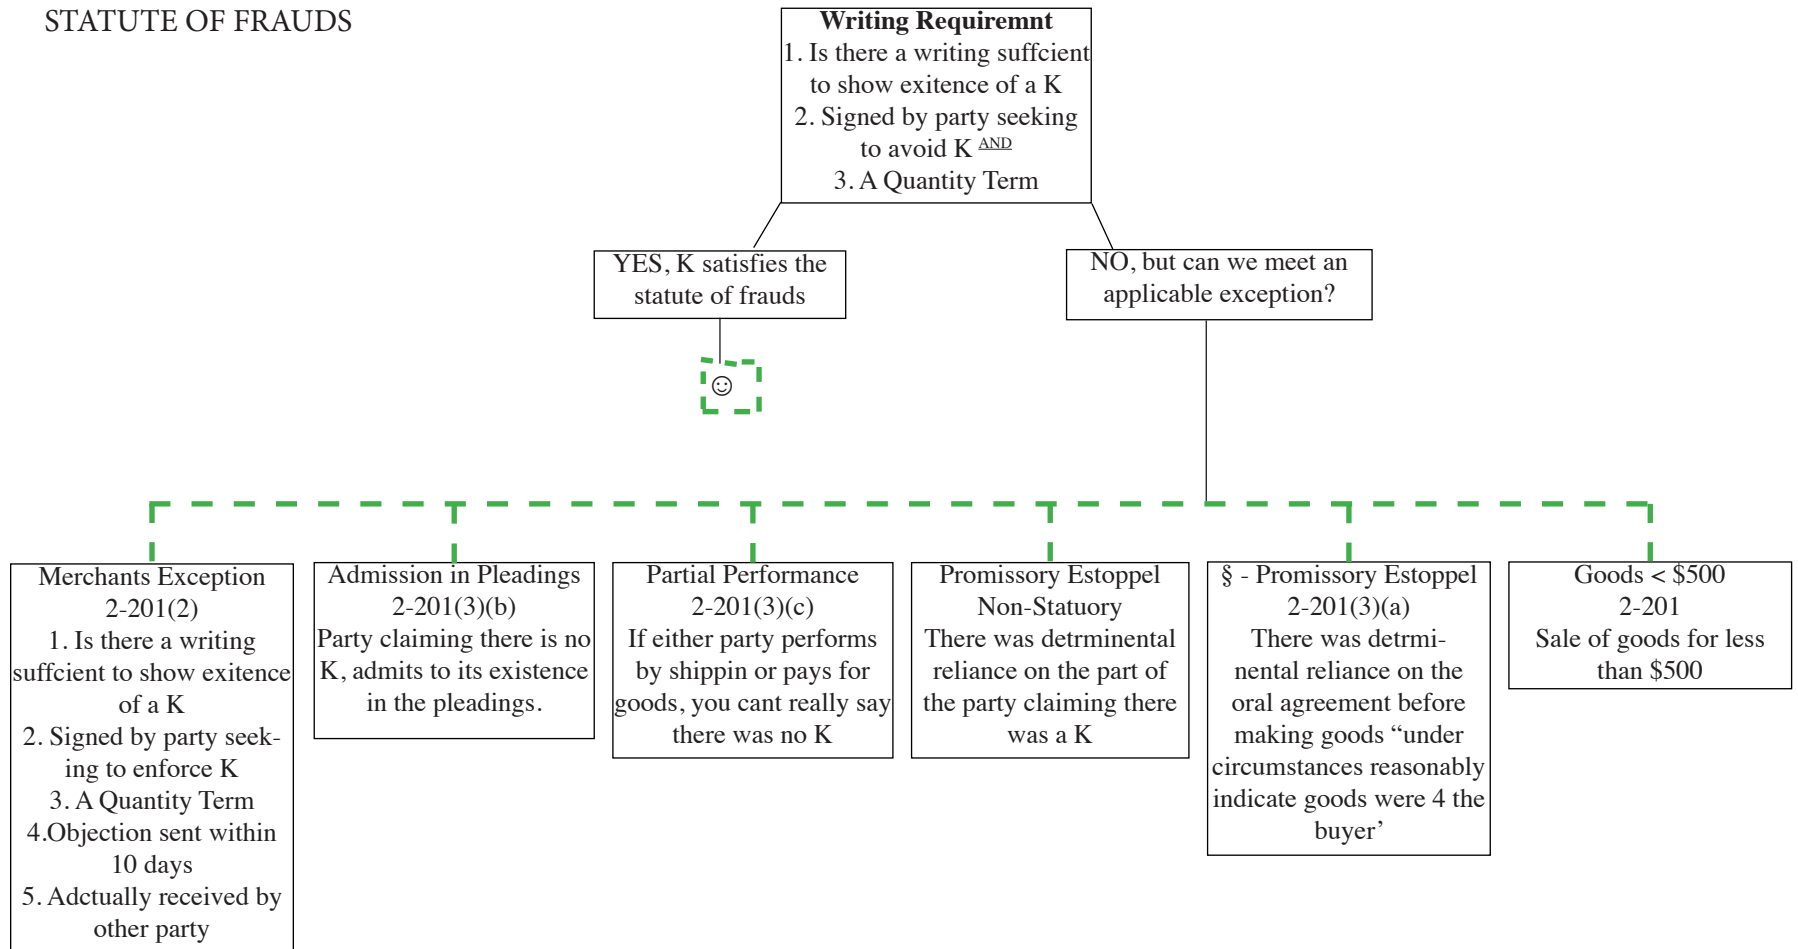 STATUTE OF FRAUDS
Writing Requiremnt
1. Is there a writing suffcient
to show exitence of a K
2. Signed by party seeking
to avoid K AND
3. A Quantity Term
YES, K satisfies the
statute of frauds
NO, but can we meet an
applicable exception?
☺
Merchants Exception
2-201(2)
1. Is there a writing
suffcient to show exitence
of a K
2. Signed by party seek-
ing to enforce K
3. A Quantity Term
4.Objection sent within
10 days
5. Adctually received by
other party
Admission in Pleadings
2-201(3)(b)
Party claiming there is no
K, admits to its existence
in the pleadings.
Partial Performance
2-201(3)(c)
If either party performs
by shippin or pays for
goods, you cant really say
there was no K
Promissory Estoppel
Non-Statuory
There was detrminental
reliance on the part of
the party claiming there
was a K
§ - Promissory Estoppel
2-201(3)(a)
There was detrmi-
nental reliance on the
oral agreement before
making goods “under
circumstances reasonably
indicate goods were 4 the
buyer’
Goods < $500
2-201
Sale of goods for less
than $500